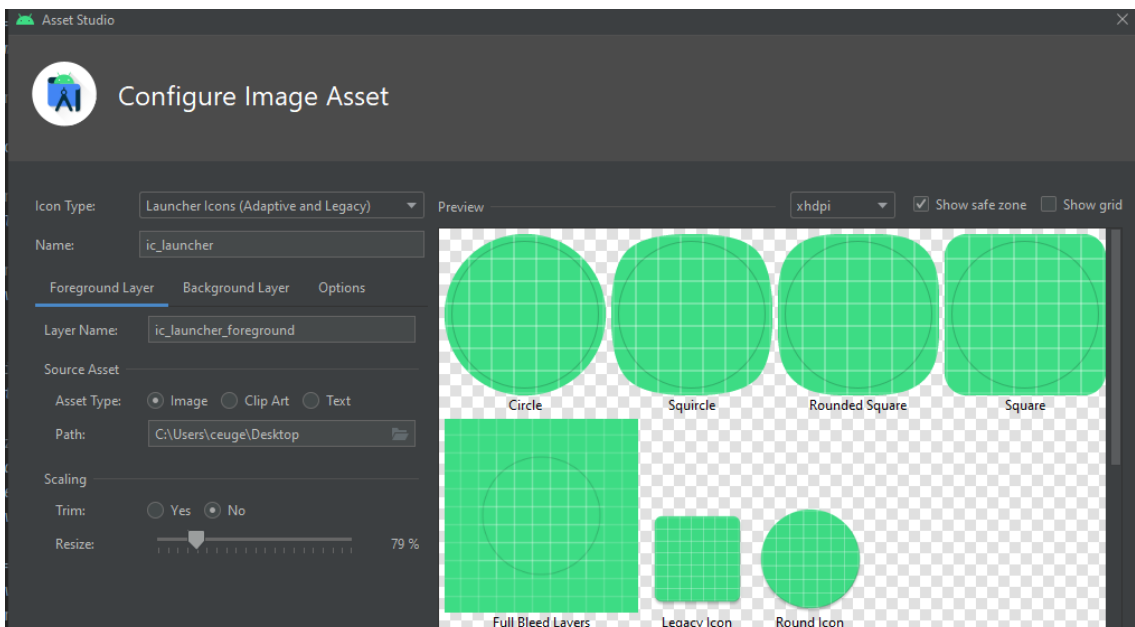 Asset Studio
Configure Image Asset
Icon Type: Launcher Icons (Adaptive and Legacy)
Preview xhdpi Show safe zone Show grid
Name: ic_launcher
Foreground Layer Background Layer Options
Layer Name: ic_launcher_foreground
Source Asset
Asset Type: Image Clip Art Text
Path: C:\Users\ceuge\Desktop
Scaling
Trim: Yes No
Resize: 79 %
Circle Squircle Rounded Square Square
Full Bleed Layers Legacy Icon Round Icon